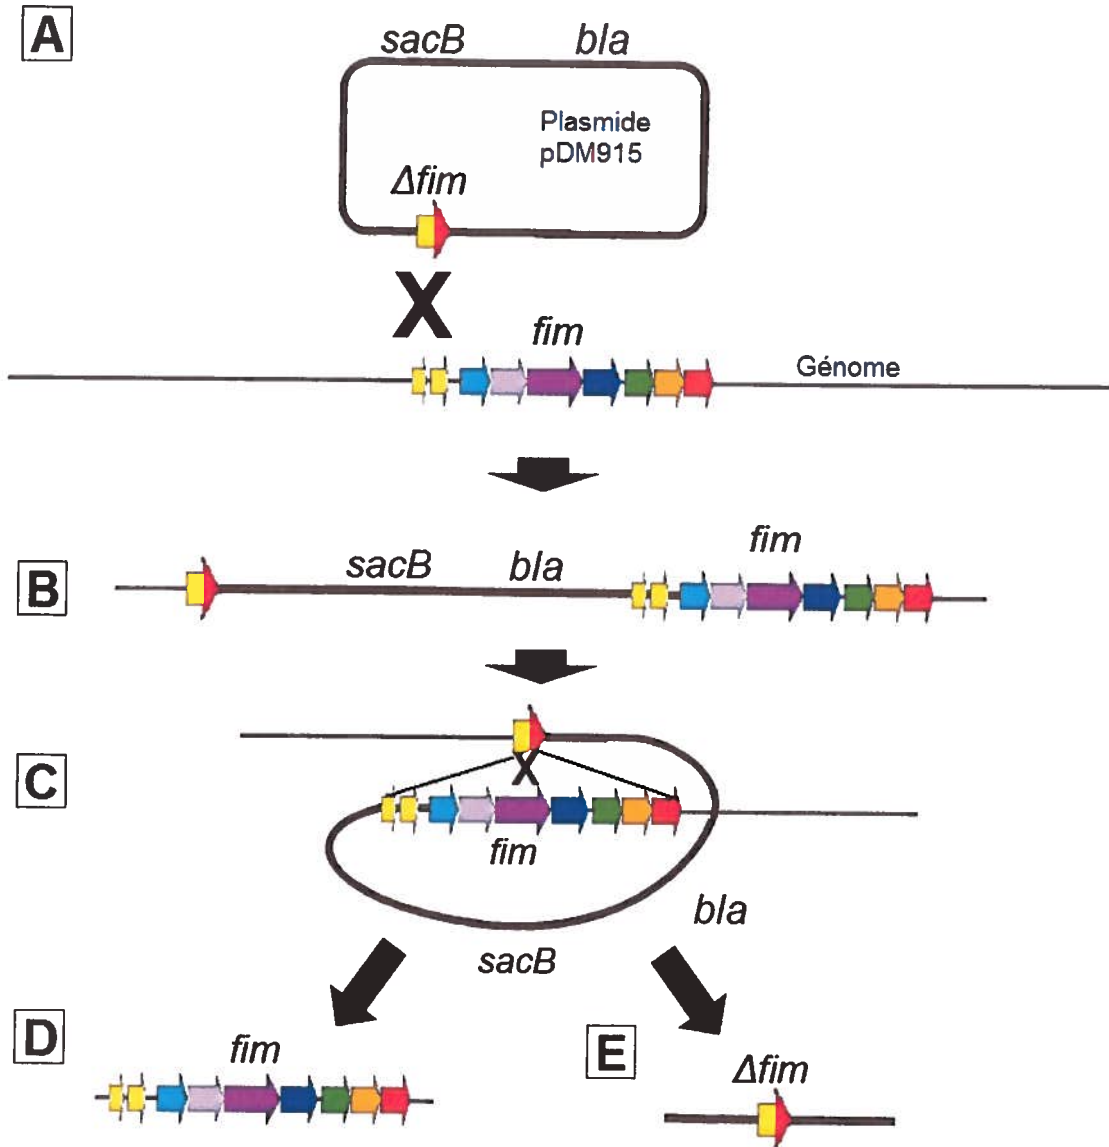 A
sacB bla
Plasmide
pDM915
Δfim
X
fim
Génome
B
sacB bla
fim
C
X
fim
bla
sacB
D
fim
E
Δfim